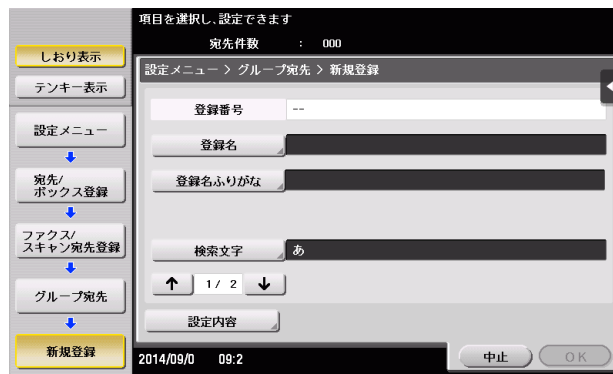 項目を選択し、設定できます
宛先件数 : 000
しおり表示
テンキー表示
設定メニュー
宛先/
ボックス登録
ファクス/
スキャン宛先登録
グループ宛先
新規登録
設定メニュー > グループ宛先 > 新規登録
登録番号 --
登録名
登録名ふりがな
検索文字 あ
↑ 1/ 2 ↓
設定内容
2014/09/0 09:2
中止 OK